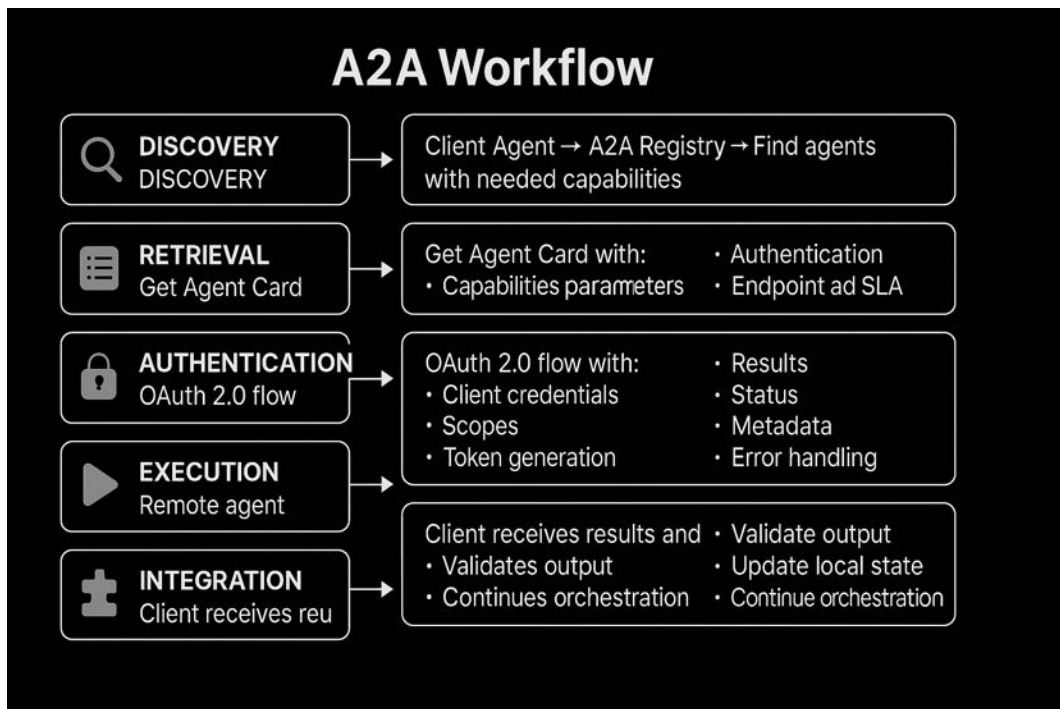 A2A Workflow
DISCOVERY
DISCOVERY
Client Agent → A2A Registry → Find agents
with needed capabilities
RETRIEVAL
Get Agent Card
Get Agent Card with:
• Capabilities parameters
• Authentication
• Endpoint ad SLA
AUTHENTICATION
OAuth 2.0 flow
OAuth 2.0 flow with:
• Client credentials
• Scopes
• Token generation
• Results
• Status
• Metadata
• Error handling
EXECUTION
Remote agent
INTEGRATION
Client receives reu
Client receives results and
• Validates output
• Continues orchestration
• Validate output
• Update local state
• Continue orchestration